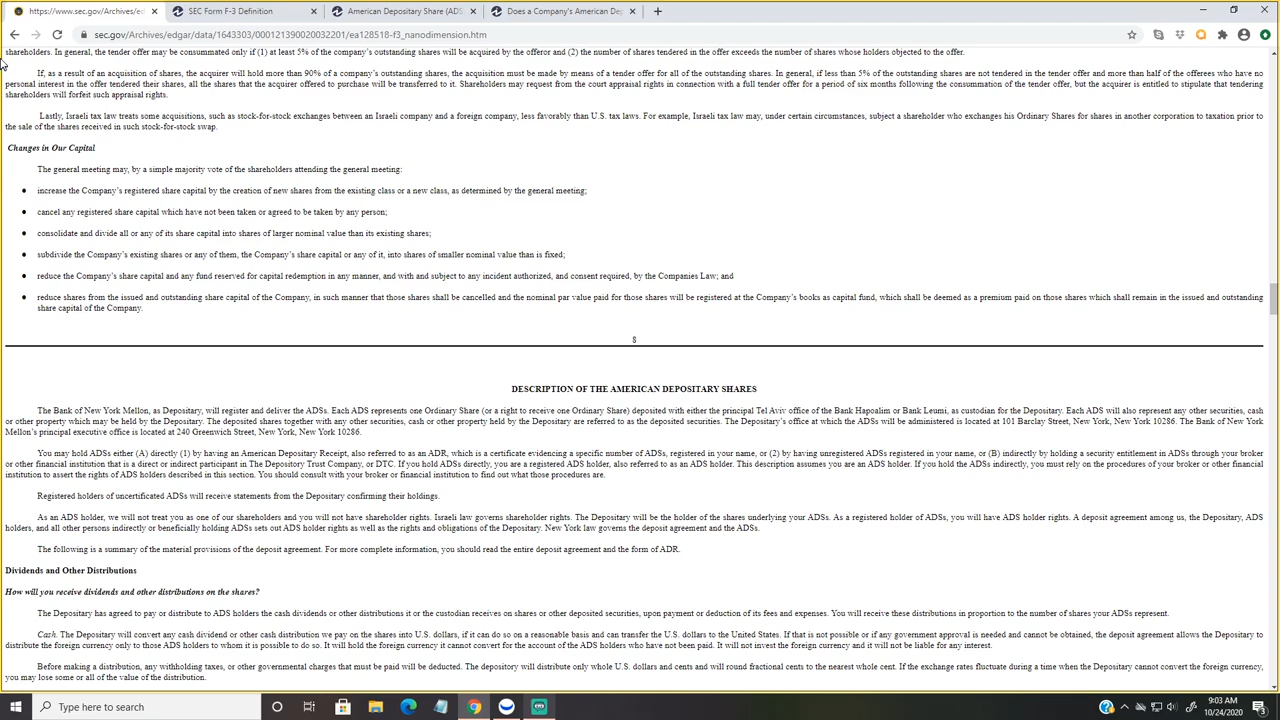 https://www.sec.gov/Archives/ed
SEC Form F-3 Definition
American Depositary Share (ADS
Does a Company's American De
sec.gov/Archives/edgar/data/1643303/000121390020031202/ea128518-f3_nanodimension.htm
shareholders. In general, the tender offer may be consummated only if (1) at least 5% of the company's outstanding shares will be acquired by the offeror and (2) the number of shares tendered in the offer exceeds the number of shares whose holders objected to the offer.
If, as a result of an acquisition of shares, the acquirer will hold more than 90% of a company's outstanding shares, the acquisition must be made by means of a tender offer for all of the outstanding shares. In general, if less than 5% of the outstanding shares are not tendered in the tender offer and more than half of the offerees who have no
personal interest in the offer tendered their shares, all the shares that the acquirer offered to purchase will be transferred to it. Shareholders may request from the court appraisal rights in connection with a full tender offer for a period of six months following the consummation of the tender offer, but the acquirer is entitled to stipulate that tendering
shareholders will forfeit such appraisal rights.
Lastly, Israeli tax law treats some acquisitions, such as stock-for-stock exchanges between an Israeli company and a foreign company, less favorably than U.S. tax laws. For example, Israeli tax law may, under certain circumstances, subject a shareholder who exchanges his Ordinary Shares for shares in another corporation to taxation prior to
the sale of the shares received in such stock-for-stock swap.
Changes in Our Capital
The general meeting may, by a simple majority vote of the shareholders attending the general meeting:
● increase the Company's registered share capital by the creation of new shares from the existing class or a new class, as determined by the general meeting;
● cancel any registered share capital which have not been taken or agreed to be taken by any person;
● consolidate and divide all or any of its share capital into shares of larger nominal value than its existing shares;
● subdivide the Company's existing shares or any of them, the Company's share capital or any of it, into shares of smaller nominal value than is fixed;
● reduce the Company's share capital and any fund reserved for capital redemption in any manner, and with and subject to any incident authorized, and consent required, by the Companies Law; and
● reduce shares from the issued and outstanding share capital of the Company, in such manner that those shares shall be cancelled and the nominal par value paid for those shares will be registered at the Company's books as capital fund, which shall be deemed as a premium paid on those shares which shall remain in the issued and outstanding
share capital of the Company.
8
DESCRIPTION OF THE AMERICAN DEPOSITARY SHARES
The Bank of New York Mellon, as Depositary, will register and deliver the ADSs. Each ADS represents one Ordinary Share (or a right to receive one Ordinary Share) deposited with either the principal Tel Aviv office of the Bank Hapoalim or Bank Leumi, as custodian for the Depositary. Each ADS will also represent any other securities, cash
or other property which may be held by the Depositary. The deposited shares together with any other securities, cash or other property held by the Depositary are referred to as the deposited securities. The Depositary's office at which the ADSs will be administered is located at 101 Barclay Street, New York, New York 10286. The Bank of New York
Mellon's principal executive office is located at 240 Greenwich Street, New York, New York 10286.
You may hold ADSs either (A) directly (1) by having an American Depositary Receipt, also referred to as an ADR, which is a certificate evidencing a specific number of ADSs, registered in your name, or (2) by having unregistered ADSs registered in your name, or (B) indirectly by holding a security entitlement in ADSs through your broker
or other financial institution that is a direct or indirect participant in The Depository Trust Company, or DTC. If you hold ADSs directly, you are a registered ADS holder, also referred to as an ADS holder. This description assumes you are an ADS holder. If you hold the ADSs indirectly, you must rely on the procedures of your broker or other financial
institution to assert the rights of ADS holders described in this section. You should consult with your broker or financial institution to find out what those procedures are.
Registered holders of uncertificated ADSs will receive statements from the Depositary confirming their holdings.
As an ADS holder, we will not treat you as one of our shareholders and you will not have shareholder rights. Israeli law governs shareholder rights. The Depositary will be the holder of the shares underlying your ADSs. As a registered holder of ADSs, you will have ADS holder rights. A deposit agreement among us, the Depositary, ADS
holders, and all other persons indirectly or beneficially holding ADSs sets out ADS holder rights as well as the rights and obligations of the Depositary. New York law governs the deposit agreement and the ADSs.
The following is a summary of the material provisions of the deposit agreement. For more complete information, you should read the entire deposit agreement and the form of ADR.
Dividends and Other Distributions
How will you receive dividends and other distributions on the shares?
The Depositary has agreed to pay or distribute to ADS holders the cash dividends or other distributions it or the custodian receives on shares or other deposited securities, upon payment or deduction of its fees and expenses. You will receive these distributions in proportion to the number of shares your ADSs represent.
Cash. The Depositary will convert any cash dividend or other cash distribution we pay on the shares into U.S. dollars, if it can do so on a reasonable basis and can transfer the U.S. dollars to the United States. If that is not possible or if any government approval is needed and cannot be obtained, the deposit agreement allows the Depositary to
distribute the foreign currency only to those ADS holders to whom it is possible to do so. It will hold the foreign currency it cannot convert for the account of the ADS holders who have not been paid. It will not invest the foreign currency and it will not be liable for any interest.
Before making a distribution, any withholding taxes, or other governmental charges that must be paid will be deducted. The depositary will distribute only whole U.S. dollars and cents and will round fractional cents to the nearest whole cent. If the exchange rates fluctuate during a time when the Depositary cannot convert the foreign currency,
you may lose some or all of the value of the distribution.
Type here to search
9:03 AM
10/24/2020